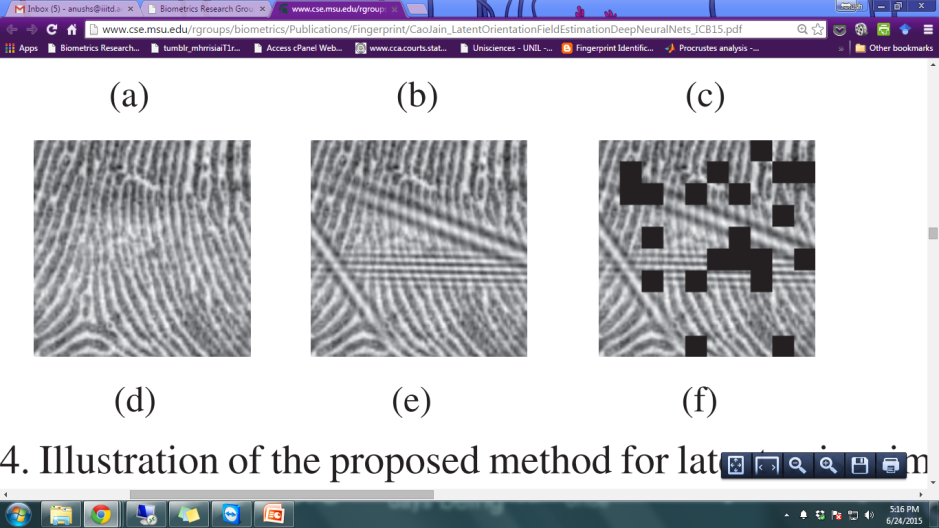 Inbox (5) - anushs@iiitd.a
Biometrics Research Grou
www.cse.msu.edu/rgroup
www.cse.msu.edu/rgroups/biometrics/Publications/Fingerprint/CaoJain_LatentOrientationFieldEstimationDeepNeuralNets_ICB15.pdf
Apps Biometrics Research... tumblr_mhrrisiaiT1r... Access cPanel Web... www.cca.courts.stat... Unisciences - UNIL -... Fingerprint Identific... Procrustes analysis -... » Other bookmarks
(a) (b) (c)
(d) (e) (f)
4. Illustration of the proposed method for
5:16 PM
6/24/2015